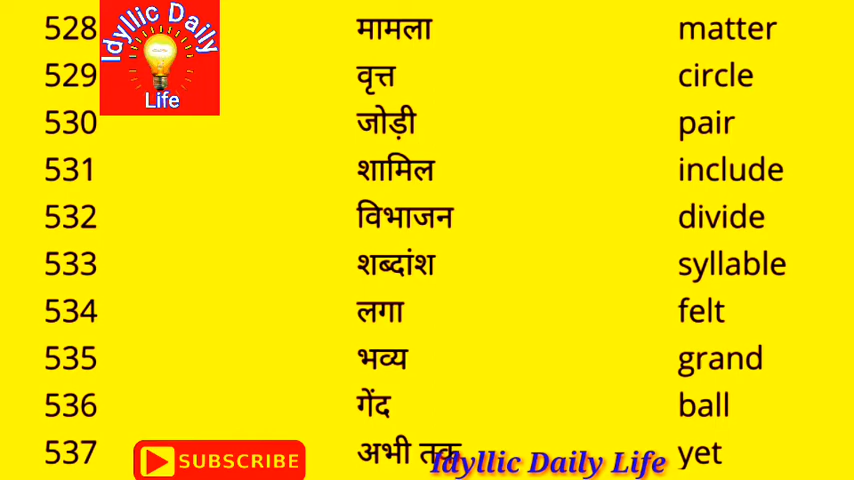 Idyllic Daily
Life
528 मामला matter
529 वृत्त circle
530 जोड़ी pair
531 शामिल include
532 विभाजन divide
533 शब्दांश syllable
534 लगा felt
535 भव्य grand
536 गेंद ball
537 अभी तक yet
SUBSCRIBE
Idyllic Daily Life